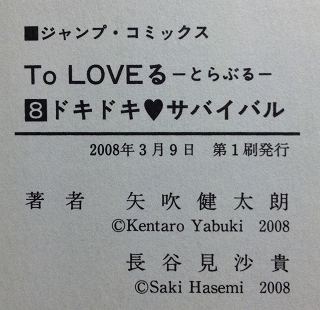 ■ジャンプ・コミックス
To LOVEる―とらぶる―
8ドキドキ♥サバイバル
2008年3月9日　第1刷発行
著者　矢吹健太朗
©Kentaro Yabuki　2008
長谷見沙貴
©Saki Hasemi　2008